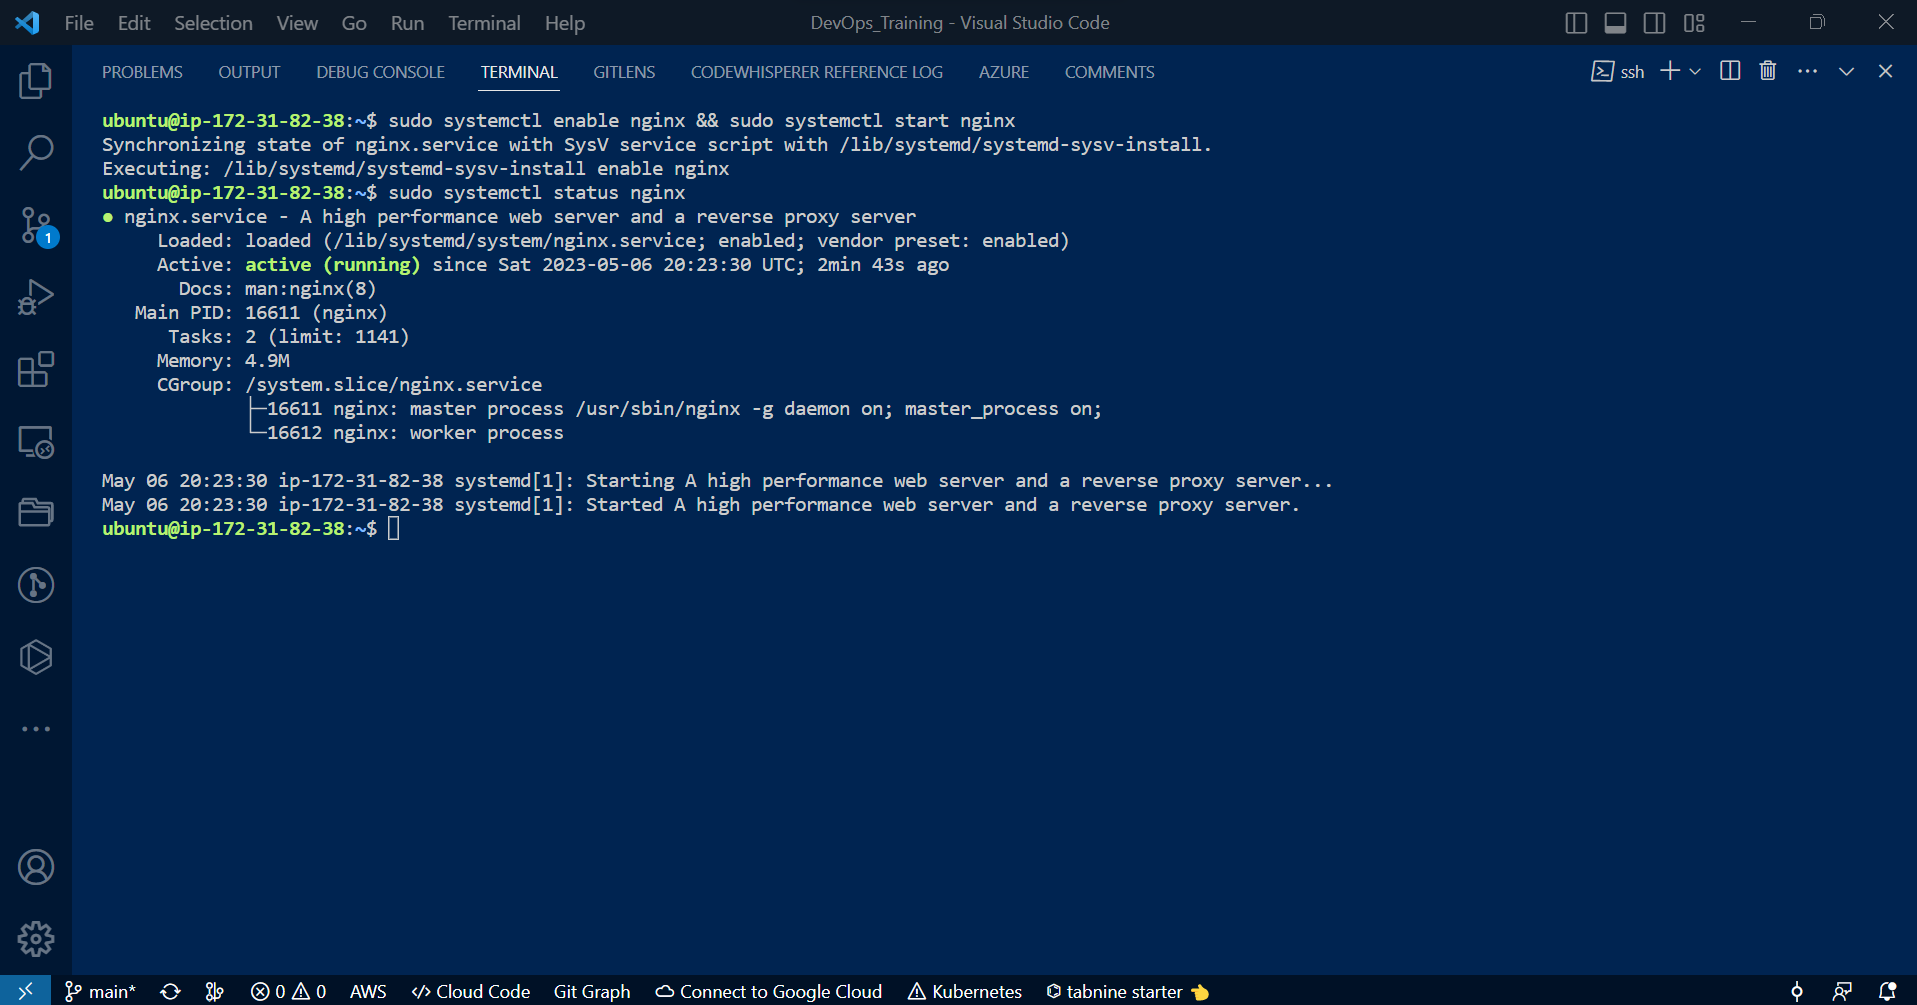 File Edit Selection View Go Run Terminal Help DevOps_Training - Visual Studio Code
PROBLEMS OUTPUT DEBUG CONSOLE TERMINAL GITLENS CODEWHISPERER REFERENCE LOG AZURE COMMENTS ssh
ubuntu@ip-172-31-82-38:~$ sudo systemctl enable nginx && sudo systemctl start nginx
Synchronizing state of nginx.service with SysV service script with /lib/systemd/systemd-sysv-install.
Executing: /lib/systemd/systemd-sysv-install enable nginx
ubuntu@ip-172-31-82-38:~$ sudo systemctl status nginx
● nginx.service - A high performance web server and a reverse proxy server
Loaded: loaded (/lib/systemd/system/nginx.service; enabled; vendor preset: enabled)
Active: active (running) since Sat 2023-05-06 20:23:30 UTC; 2min 43s ago
Docs: man:nginx(8)
Main PID: 16611 (nginx)
Tasks: 2 (limit: 1141)
Memory: 4.9M
CGroup: /system.slice/nginx.service
├─16611 nginx: master process /usr/sbin/nginx -g daemon on; master_process on;
└─16612 nginx: worker process
May 06 20:23:30 ip-172-31-82-38 systemd[1]: Starting A high performance web server and a reverse proxy server...
May 06 20:23:30 ip-172-31-82-38 systemd[1]: Started A high performance web server and a reverse proxy server.
ubuntu@ip-172-31-82-38:~$
1
main* 0 0 AWS </> Cloud Code Git Graph Connect to Google Cloud Kubernetes tabnine starter 👈